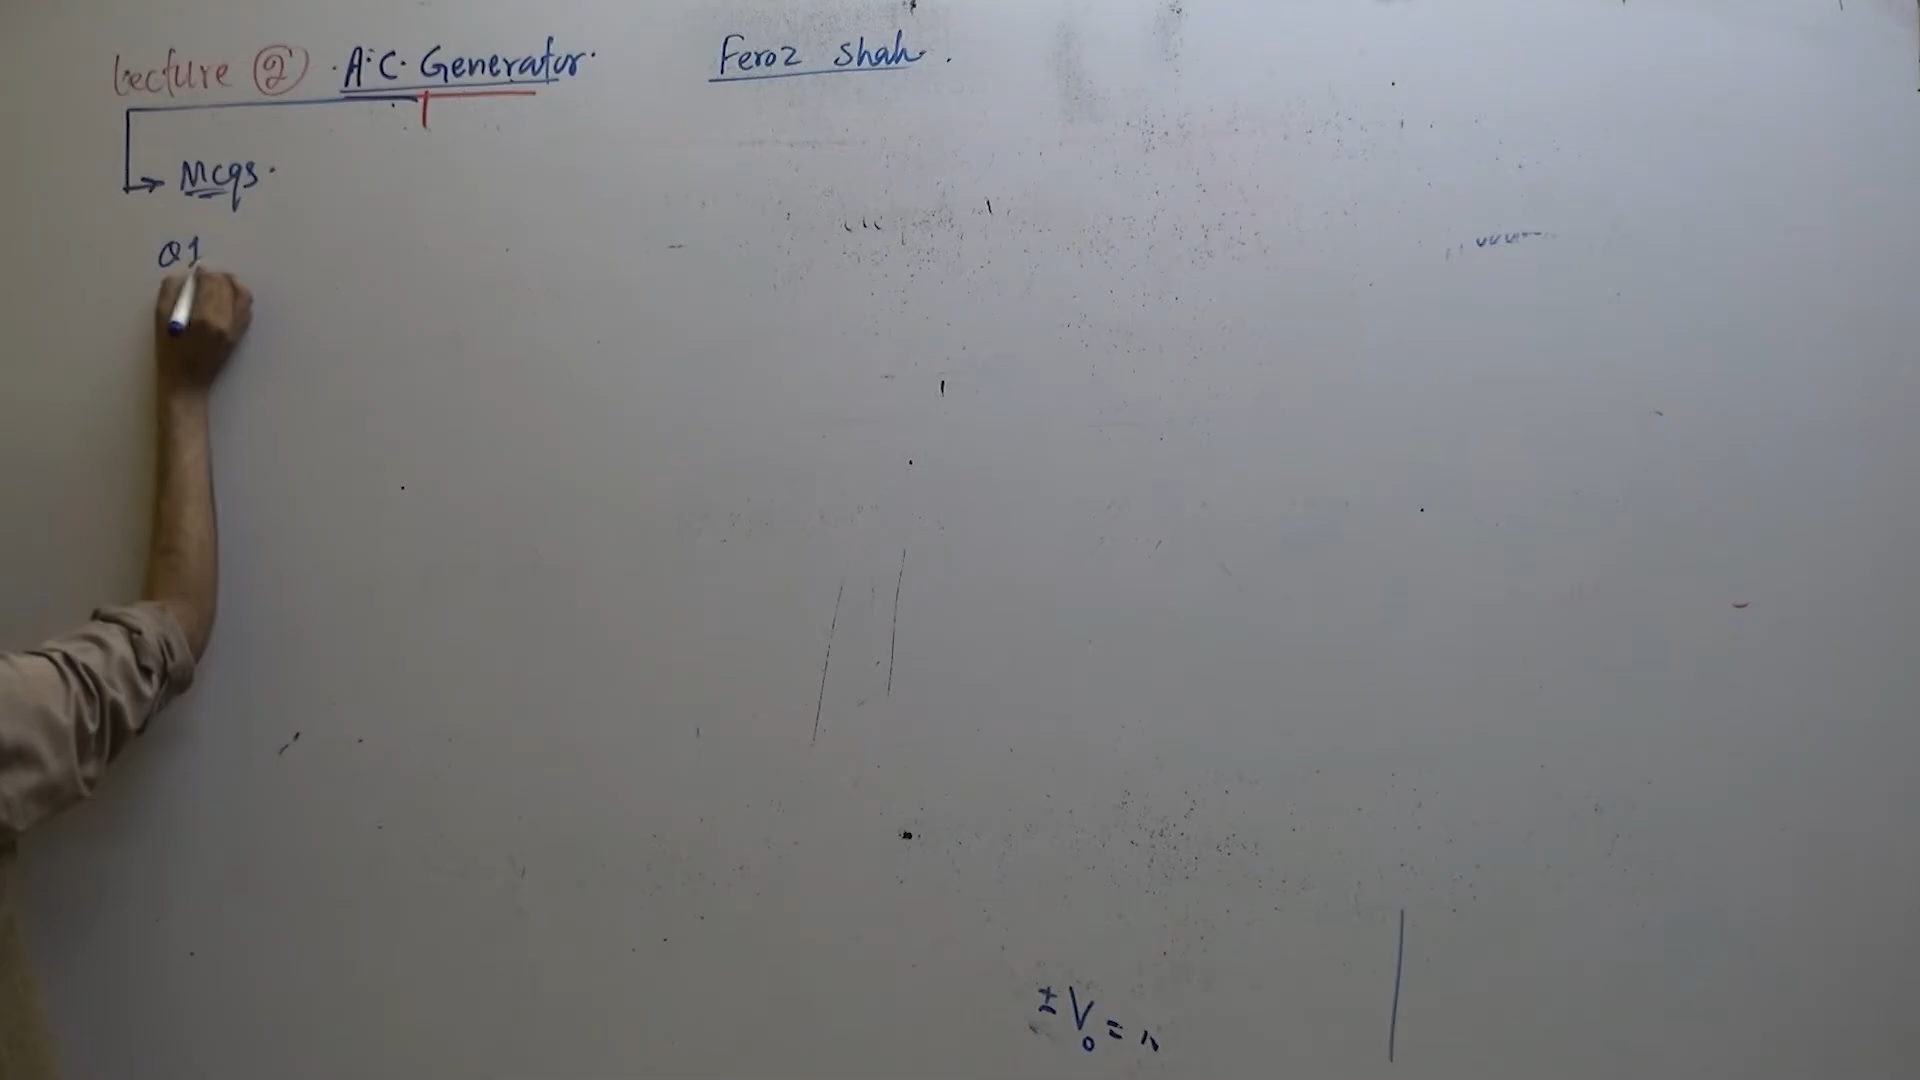 Lecture ② A.C. Generator. Feroz Shah.
Mcqs.
Q1
± V₀ =